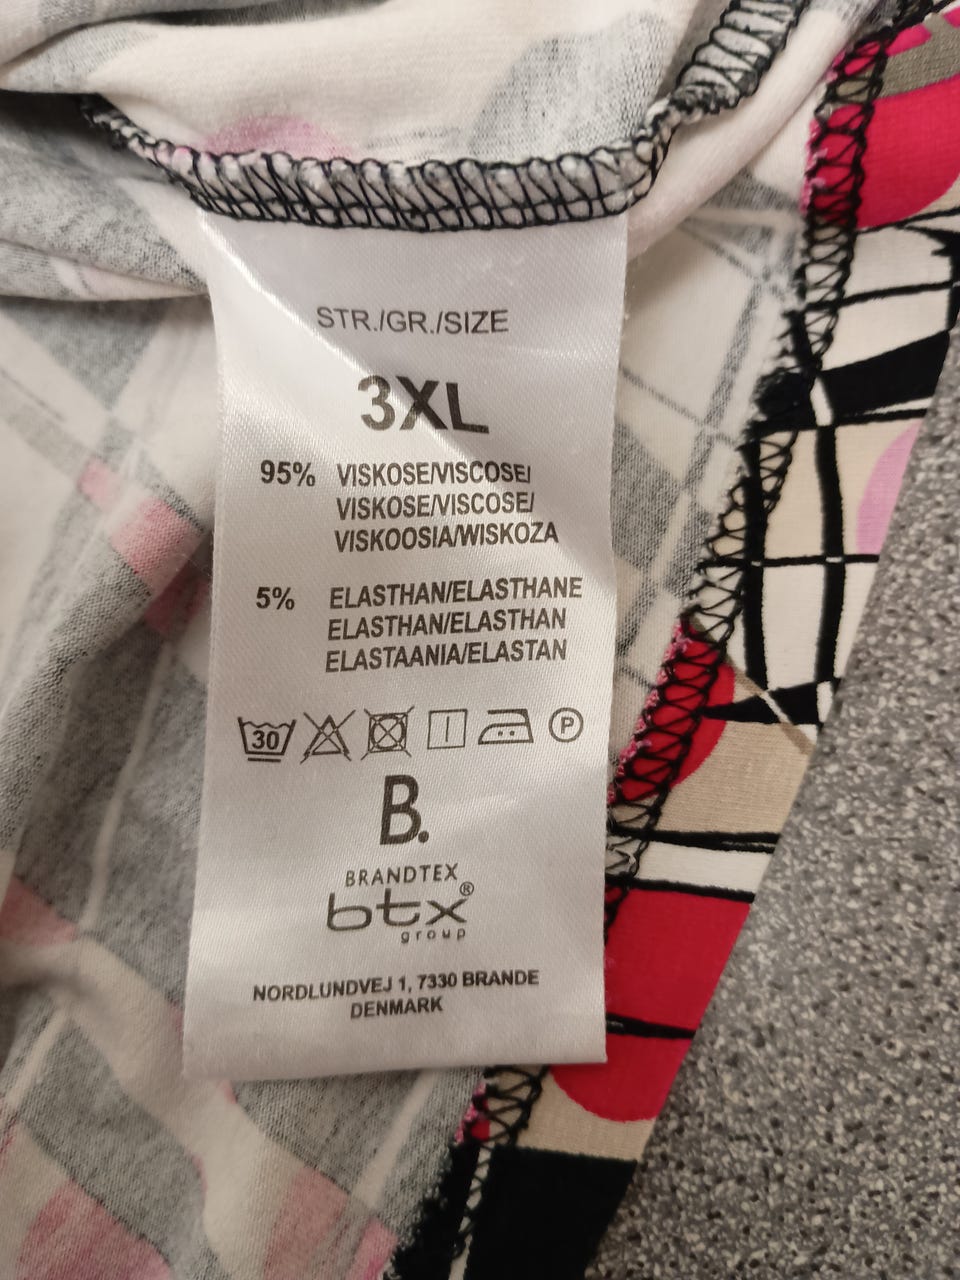 STR./GR./SIZE
3XL
95% VISKOSE/VISCOSE/
VISKOSE/VISCOSE/
VISKOOSIA/WISKOZA
5% ELASTHAN/ELASTHANE
ELASTHAN/ELASTHAN
ELASTAANIA/ELASTAN
30 P
B.
BRANDTEX
btx®
group
NORDLUNDVEJ 1, 7330 BRANDE
DENMARK